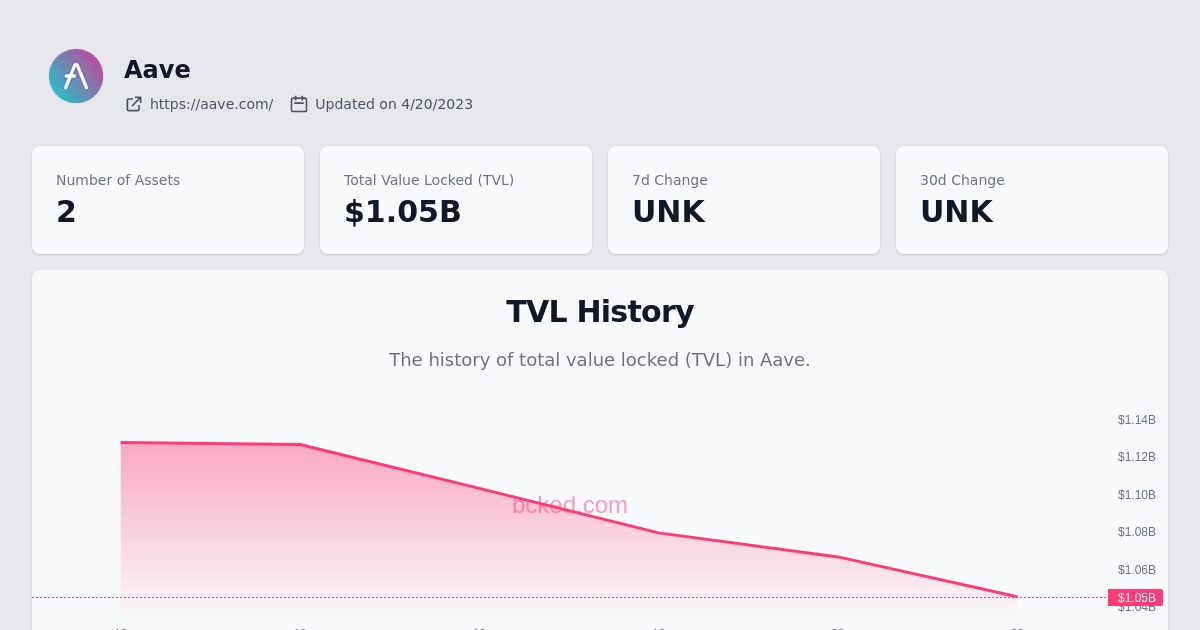 Aave
https://aave.com/ Updated on 4/20/2023
Number of Assets
2
Total Value Locked (TVL)
$1.05B
7d Change
UNK
30d Change
UNK
TVL History
The history of total value locked (TVL) in Aave.
$1.14B
$1.12B
$1.10B
bckod.com
$1.08B
$1.06B
$1.05B
$1.04B